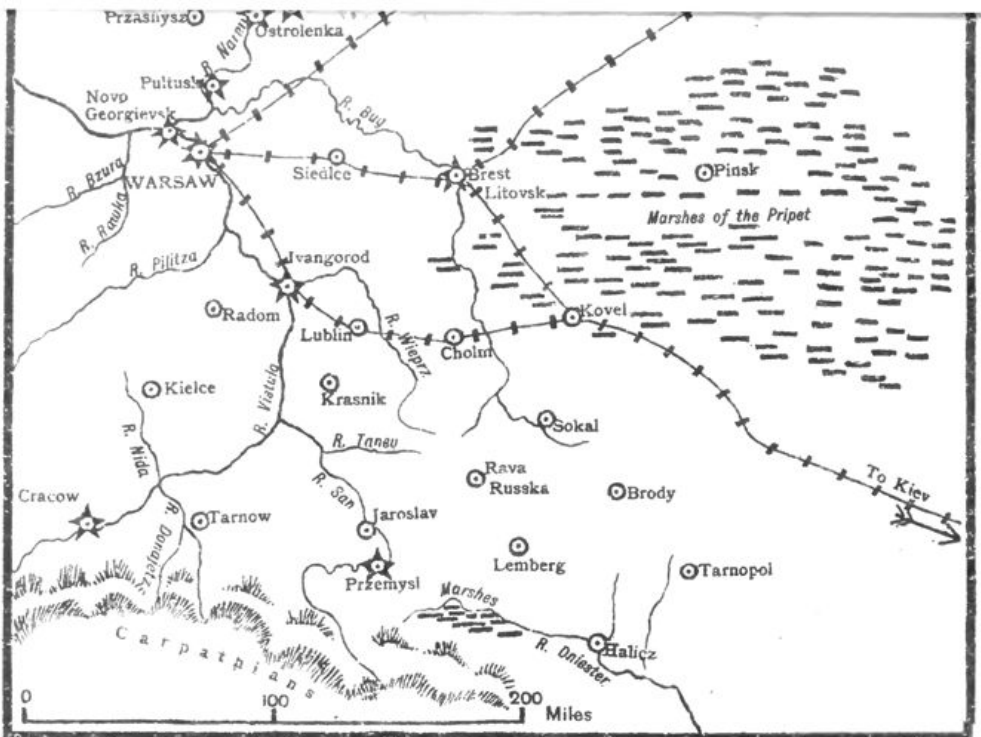 Przasnysz
Ostrolenka
R. Narew
Pultusk
Novo
Georgievsk
R. Bug
R. Bzura
WARSAW
Siedlce
Brest
Litovsk
Pinsk
R. Rawka
Marshes of the Pripet
R. Pilitza
Ivangorod
Radom
Lublin
R. Wieprz.
Cholm
Kovel
Kielce
Krasnik
R. Vistula
Sokal
R. Nida
R. Taneu
Rava
Russka
Brody
To Kiev
Cracow
R. San
Tarnow
Jaroslav
R. Donajetz
Lemberg
Przemysl
Tarnopol
Marshes
Carpathians
Halicz
R. Dniester.
0
100
200
Miles